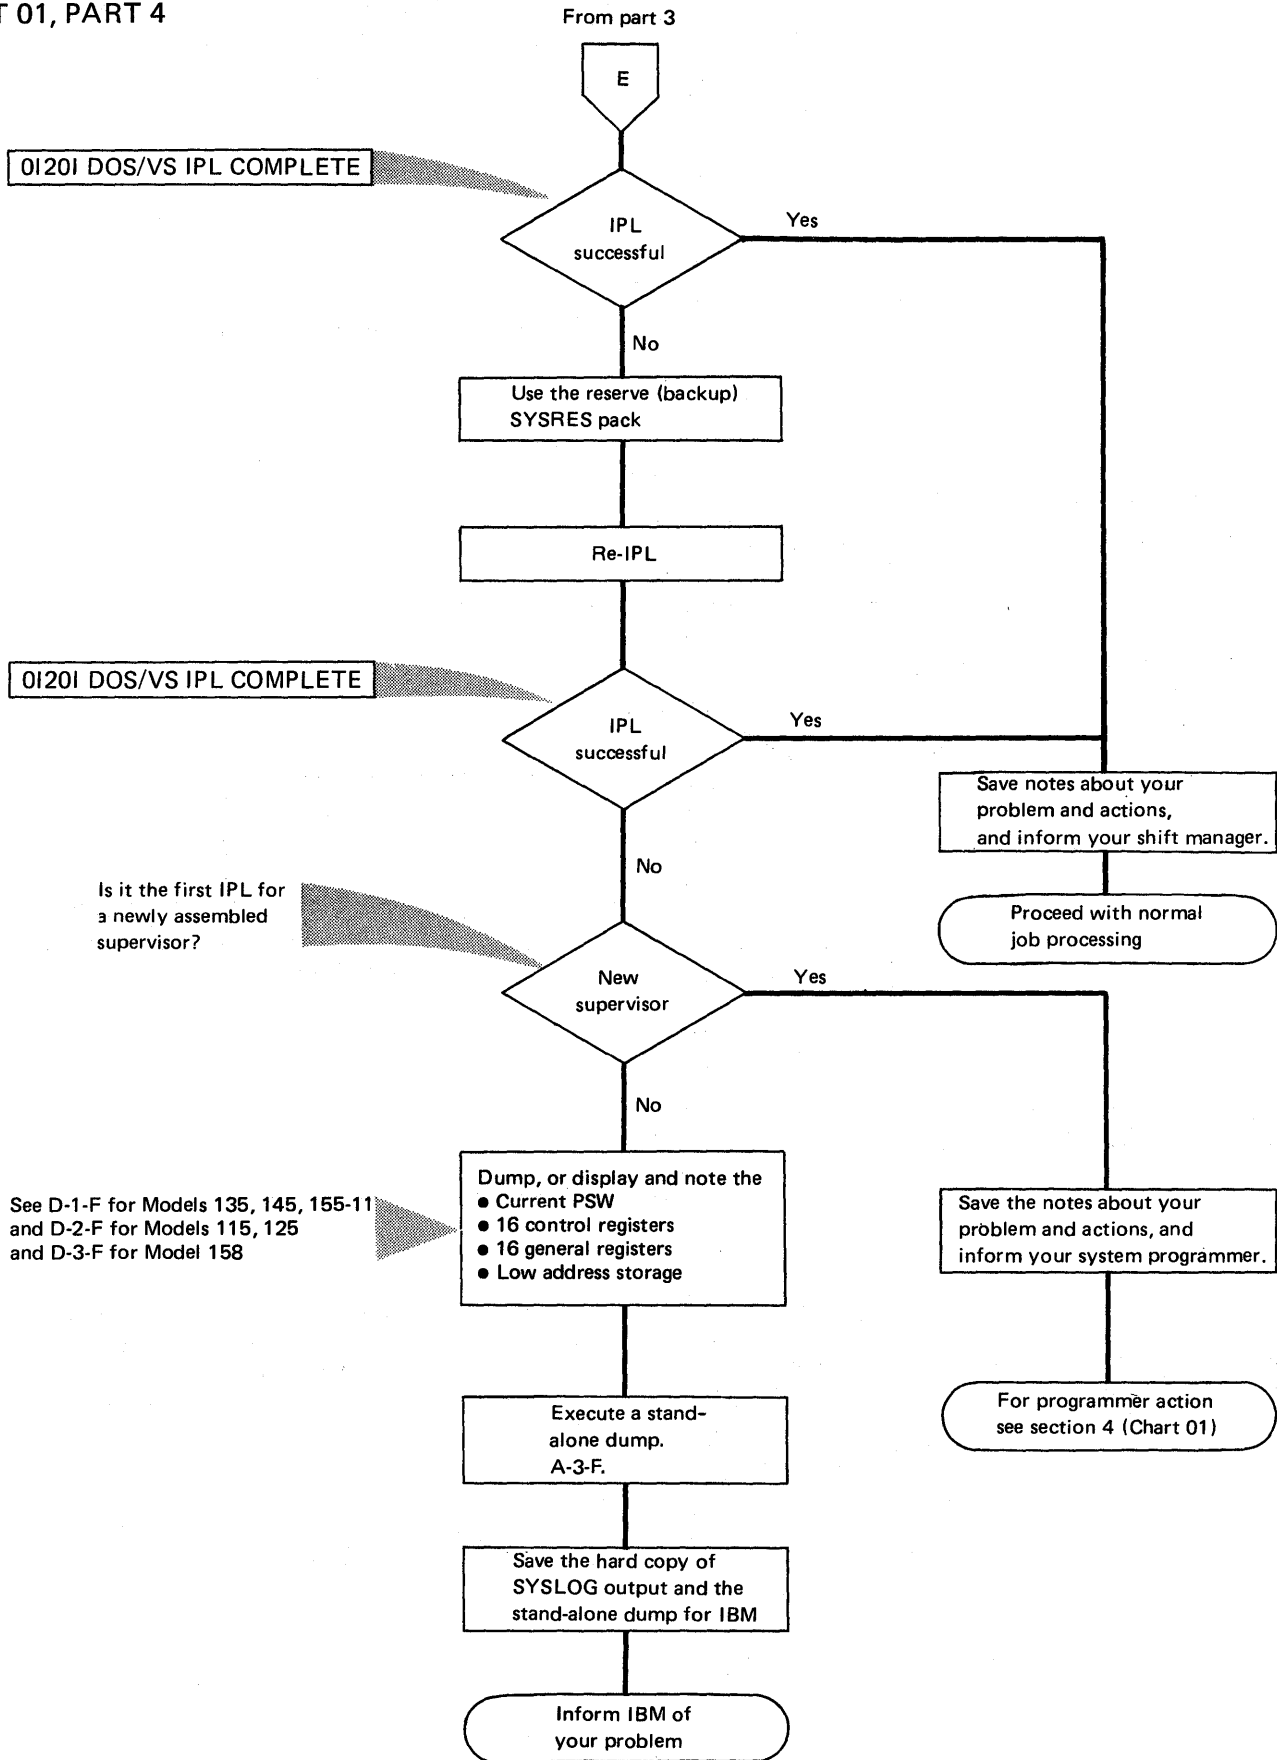 T 01, PART 4
From part 3
E
0I20I DOS/VS IPL COMPLETE
IPL
successful
Yes
No
Use the reserve (backup)
SYSRES pack
Re-IPL
0I20I DOS/VS IPL COMPLETE
IPL
successful
Yes
Save notes about your
problem and actions,
and inform your shift manager.
No
Is it the first IPL for
a newly assembled
supervisor?
Proceed with normal
job processing
New
supervisor
Yes
No
Dump, or display and note the
● Current PSW
● 16 control registers
● 16 general registers
● Low address storage
See D-1-F for Models 135, 145, 155-11
and D-2-F for Models 115, 125
and D-3-F for Model 158
Save the notes about your
problem and actions, and
inform your system programmer.
Execute a stand-
alone dump.
A-3-F.
For programmer action
see section 4 (Chart 01)
Save the hard copy of
SYSLOG output and the
stand-alone dump for IBM
Inform IBM of
your problem